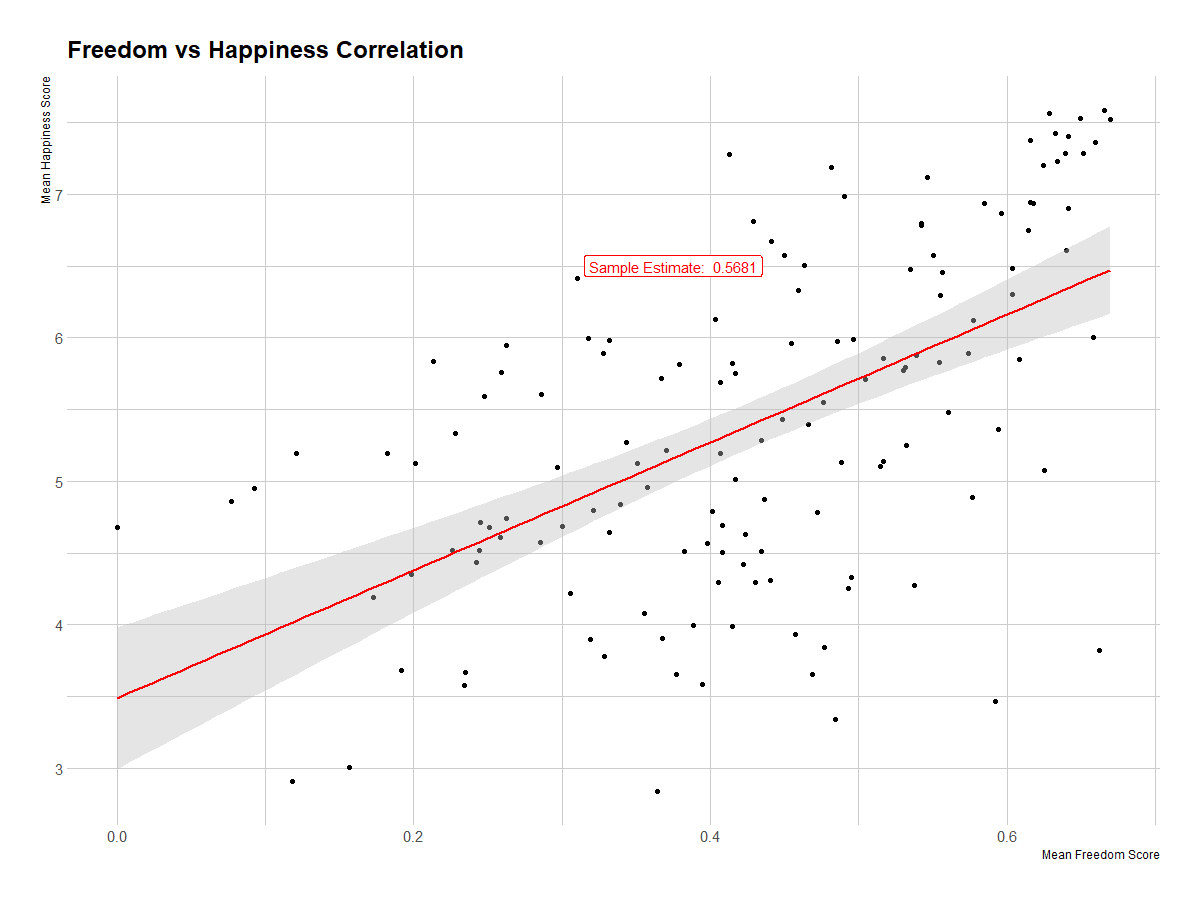 Freedom vs Happiness Correlation
Mean Happiness Score
7
6
5
4
3
Sample Estimate:  0.5681
0.0
0.2
0.4
0.6
Mean Freedom Score